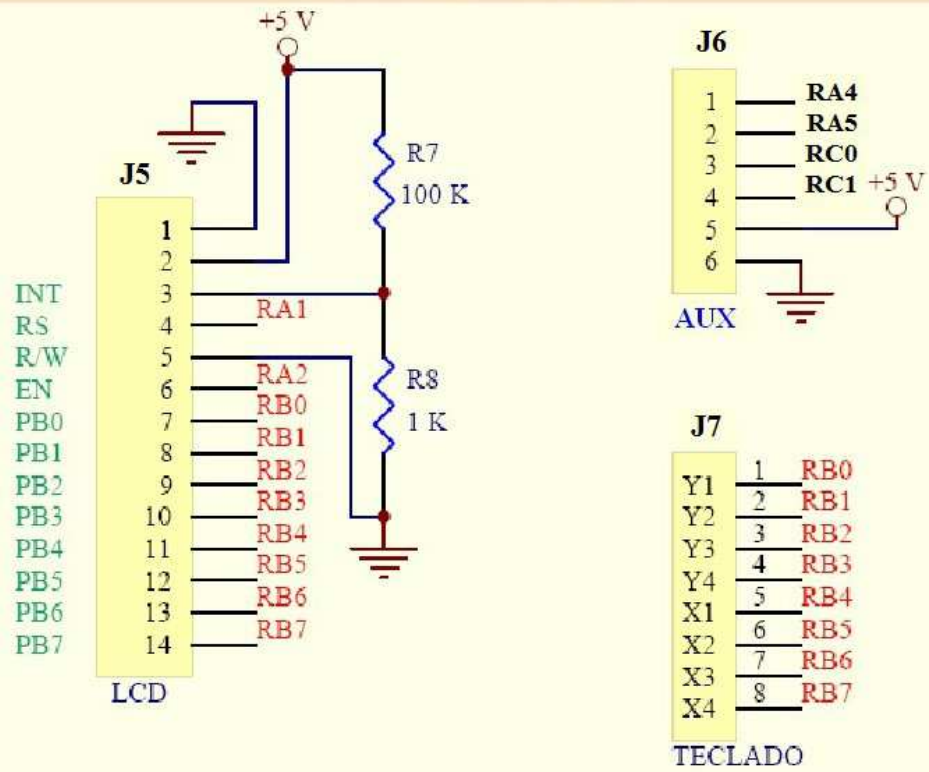 +5 V
J5
1
2
INT 3
RS 4 RA1
R/W 5
EN 6 RA2
PB0 7 RB0
PB1 8 RB1
PB2 9 RB2
PB3 10 RB3
PB4 11 RB4
PB5 12 RB5
PB6 13 RB6
PB7 14 RB7
LCD
R7
100 K
R8
1 K
J6
1 RA4
2 RA5
3 RC0
4 RC1 +5 V
5
6
AUX
J7
Y1 1 RB0
Y2 2 RB1
Y3 3 RB2
Y4 4 RB3
X1 5 RB4
X2 6 RB5
X3 7 RB6
X4 8 RB7
TECLADO